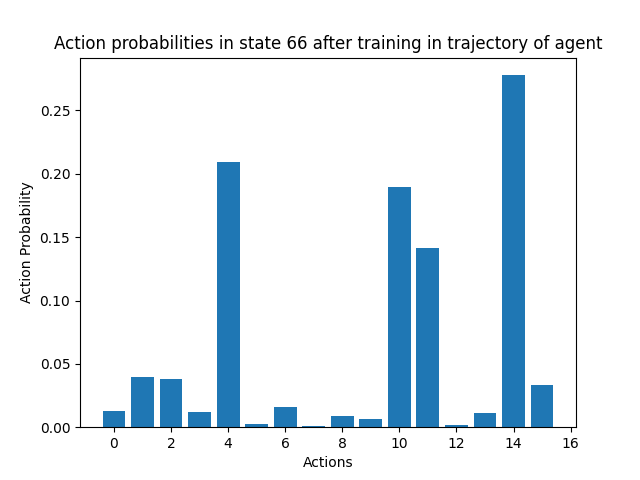 Action probabilities in state 66 after training in trajectory of agent
0.25
0.20
0.15
0.10
0.05
0.00
Action Probability
0 2 4 6 8 10 12 14 16
Actions